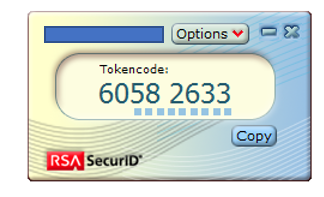 Options
Tokencode:
6058 2633
Copy
RSA SecurID®